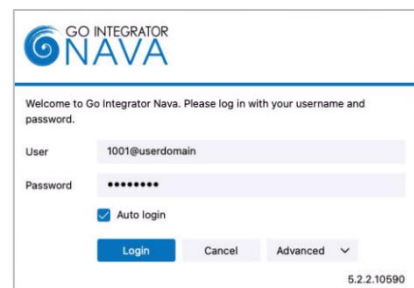 GO INTEGRATOR
NAVA
Welcome to Go Integrator Nava. Please log in with your username and
password.
User 1001@userdomain
Password ••••••••
Auto login
Login Cancel Advanced
5.2.2.10590